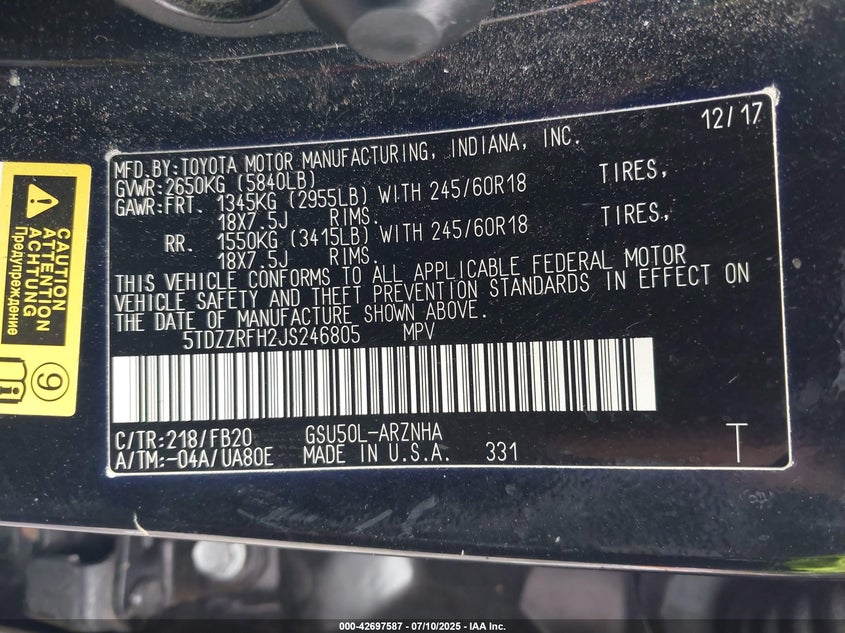 12/17
MFD.BY:TOYOTA MOTOR MANUFACTURING, INDIANA, INC.
GVWR:2650KG (5840LB)
GAWR:FRT. 1345KG (2955LB) WITH 245/60R18 TIRES,
18X7.5J RIMS.
RR. 1550KG (3415LB) WITH 245/60R18 TIRES,
18X7.5J RIMS.
THIS VEHICLE CONFORMS TO ALL APPLICABLE FEDERAL MOTOR
VEHICLE SAFETY AND THEFT PREVENTION STANDARDS IN EFFECT ON
THE DATE OF MANUFACTURE SHOWN ABOVE.
5TDZZRFH2JS246805 MPV
C/TR:218/FB20 GSU50L-ARZNHA
A/TM:-04A/UA80E MADE IN U.S.A. 331 T
CAUTION
ATTENTION
ACHTUNG
Предупреждение
9
000-42697587 - 07/10/2025 - IAA Inc.